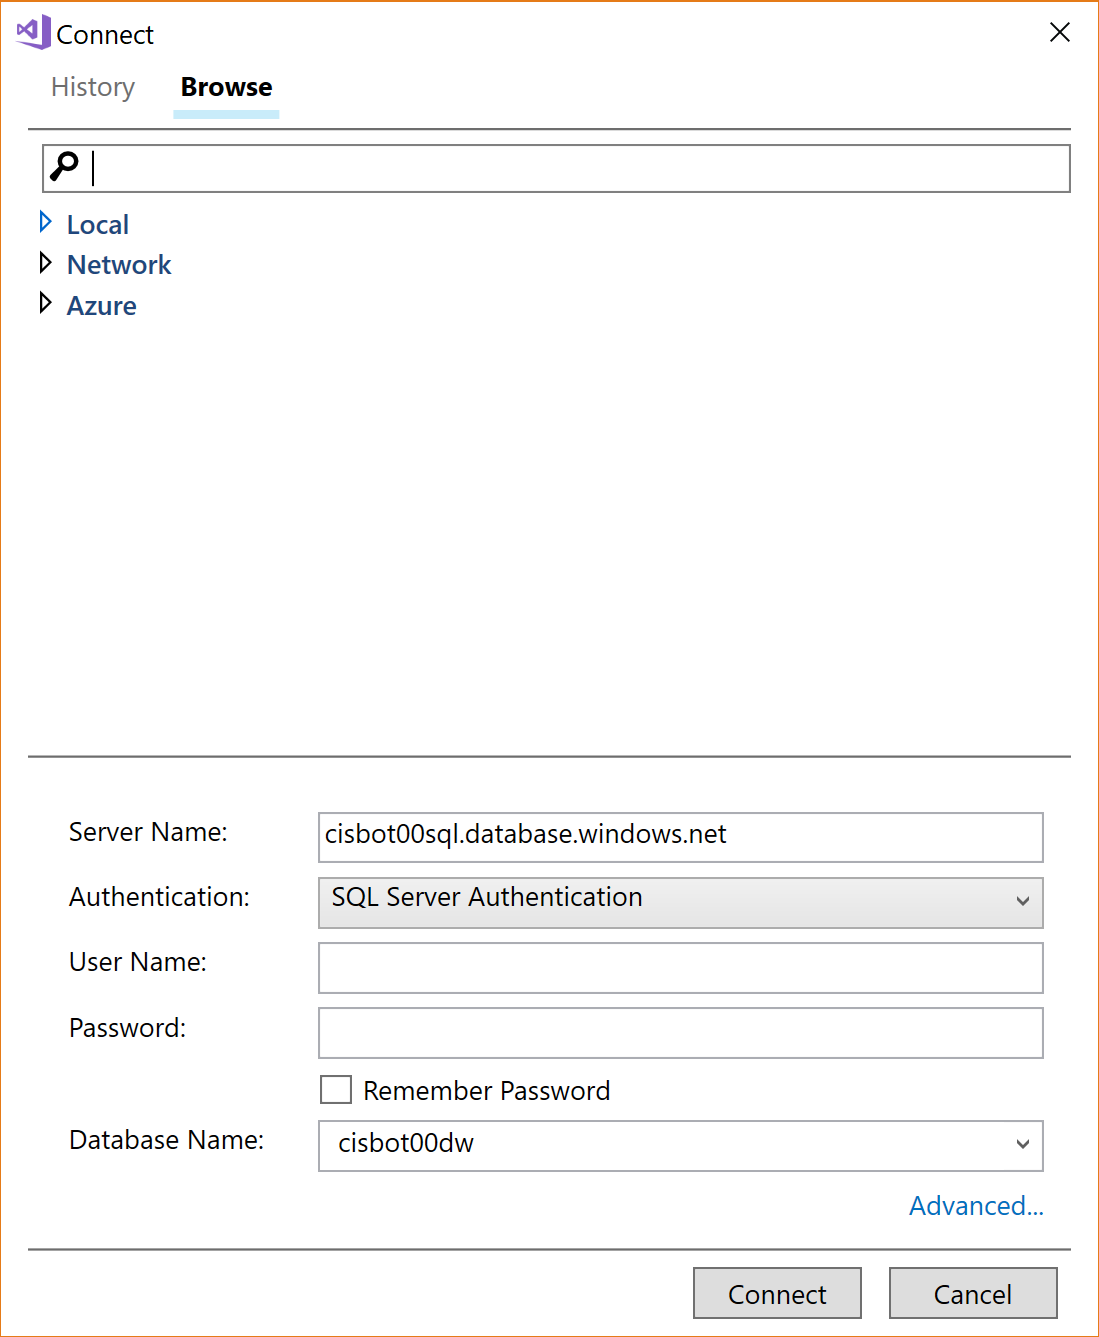 Connect
History Browse
Local
Network
Azure
Server Name: cisbot00sql.database.windows.net
Authentication: SQL Server Authentication
User Name:
Password:
Remember Password
Database Name: cisbot00dw
Advanced...
Connect Cancel